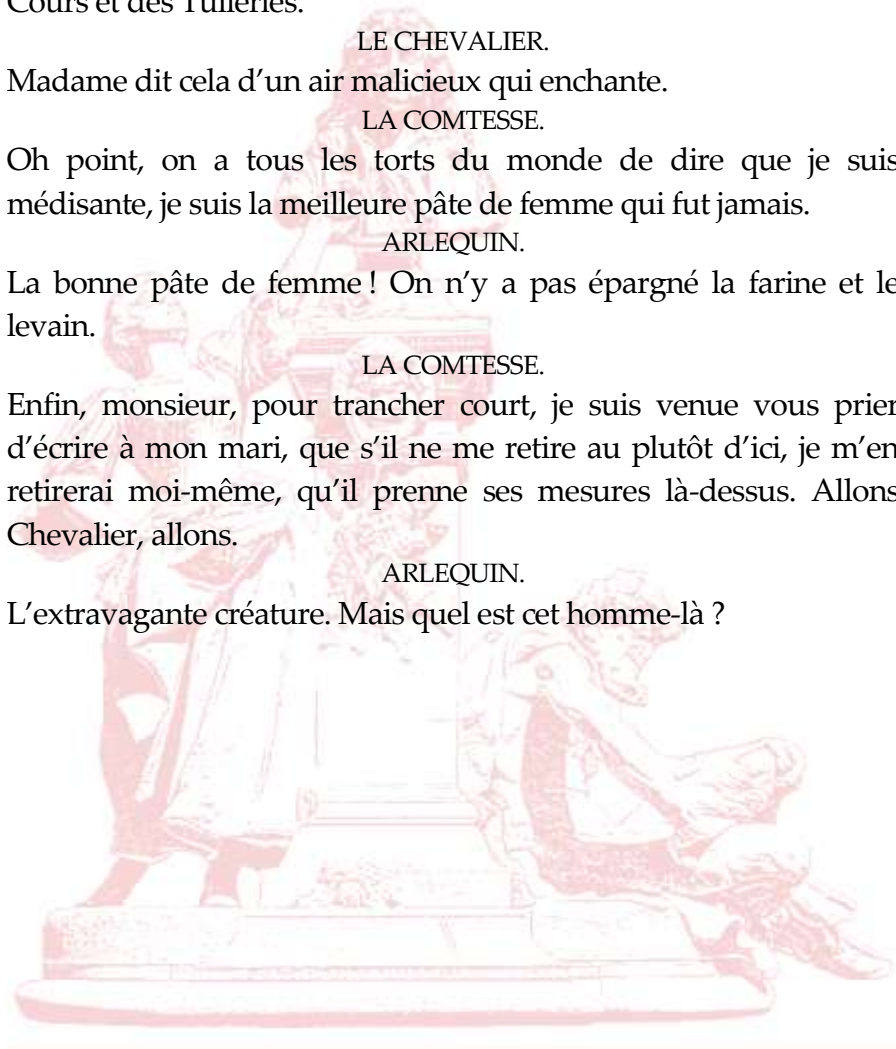 Cours et des Tuileries.
LE CHEVALIER.
Madame dit cela d’un air malicieux qui enchante.
LA COMTESSE.
Oh point, on a tous les torts du monde de dire que je suis
médisante, je suis la meilleure pâte de femme qui fut jamais.
ARLEQUIN.
La bonne pâte de femme ! On n’y a pas épargné la farine et le
levain.
LA COMTESSE.
Enfin, monsieur, pour trancher court, je suis venue vous prier
d’écrire à mon mari, que s’il ne me retire au plutôt d’ici, je m’en
retirerai moi-même, qu’il prenne ses mesures là-dessus. Allons
Chevalier, allons.
ARLEQUIN.
L’extravagante créature. Mais quel est cet homme-là ?